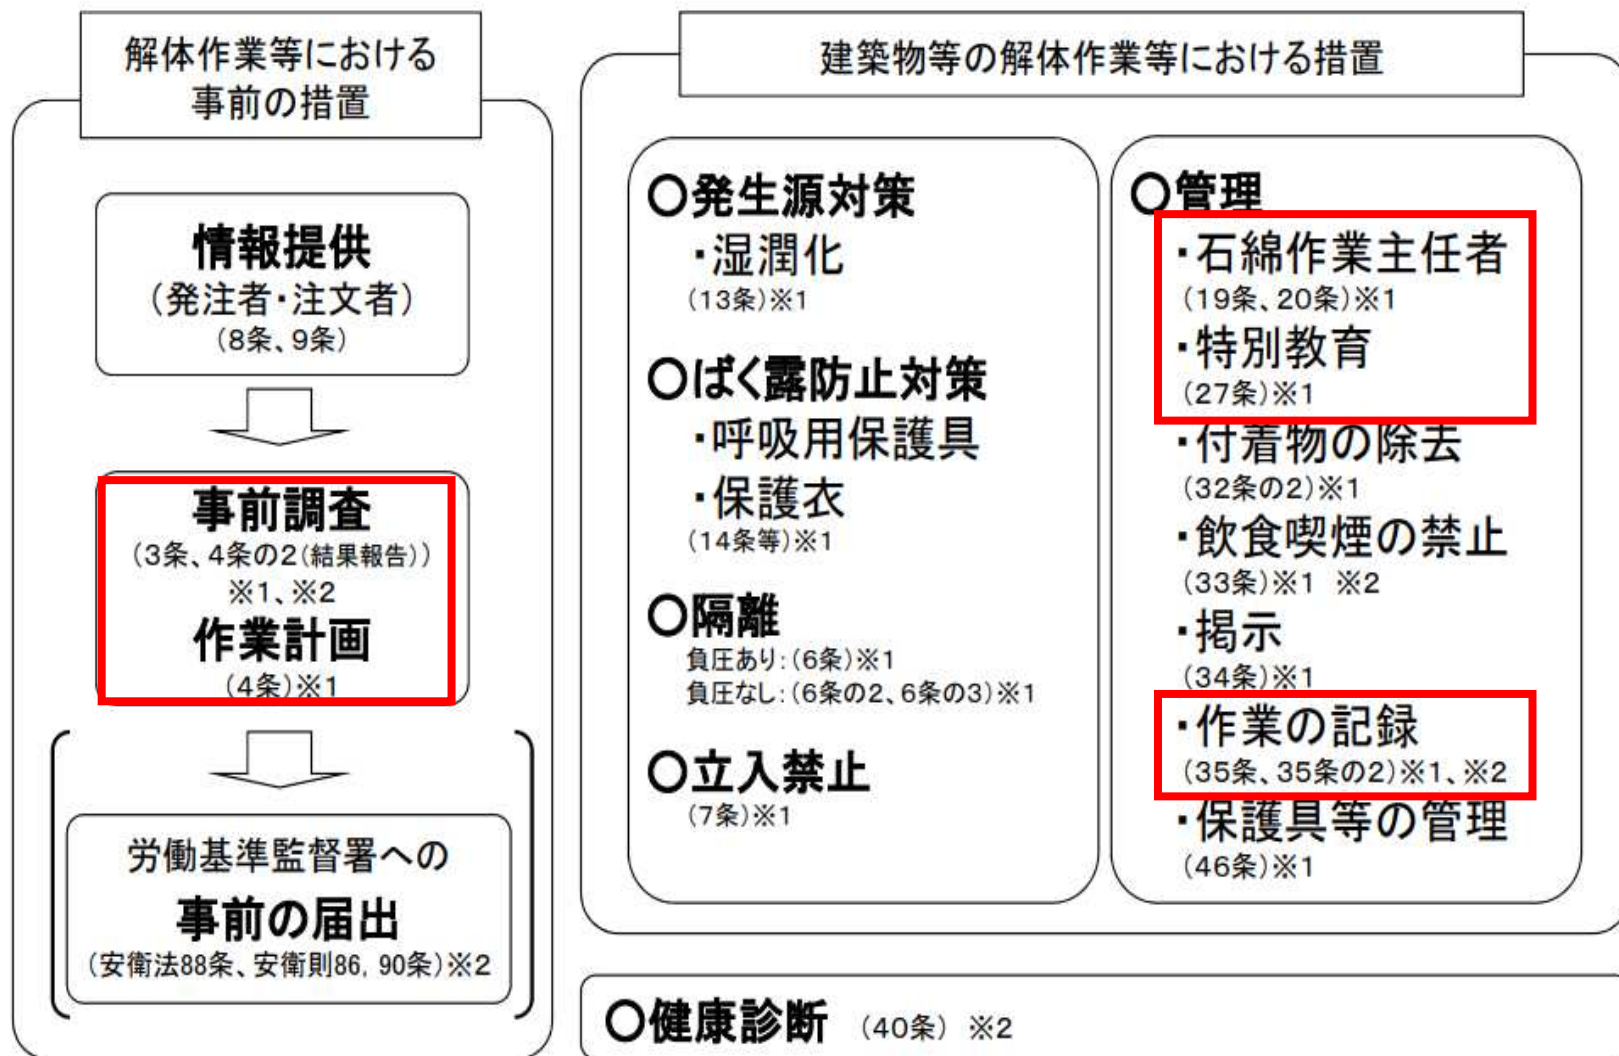 解体作業等における
事前の措置
情報提供
(発注者・注文者)
(8条、9条)
事前調査
(3条、4条の2(結果報告))
※1、※2
作業計画
(4条)※1
労働基準監督署への
事前の届出
(安衛法88条、安衛則86, 90条)※2
建築物等の解体作業等における措置
○発生源対策
・湿潤化
(13条)※1
○ばく露防止対策
・呼吸用保護具
・保護衣
(14条等)※1
○隔離
負圧あり:(6条)※1
負圧なし:(6条の2、6条の3)※1
○立入禁止
(7条)※1
○管理
・石綿作業主任者
(19条、20条)※1
・特別教育
(27条)※1
・付着物の除去
(32条の2)※1
・飲食喫煙の禁止
(33条)※1 ※2
・掲示
(34条)※1
・作業の記録
(35条、35条の2)※1、※2
・保護具等の管理
(46条)※1
○健康診断 (40条) ※2